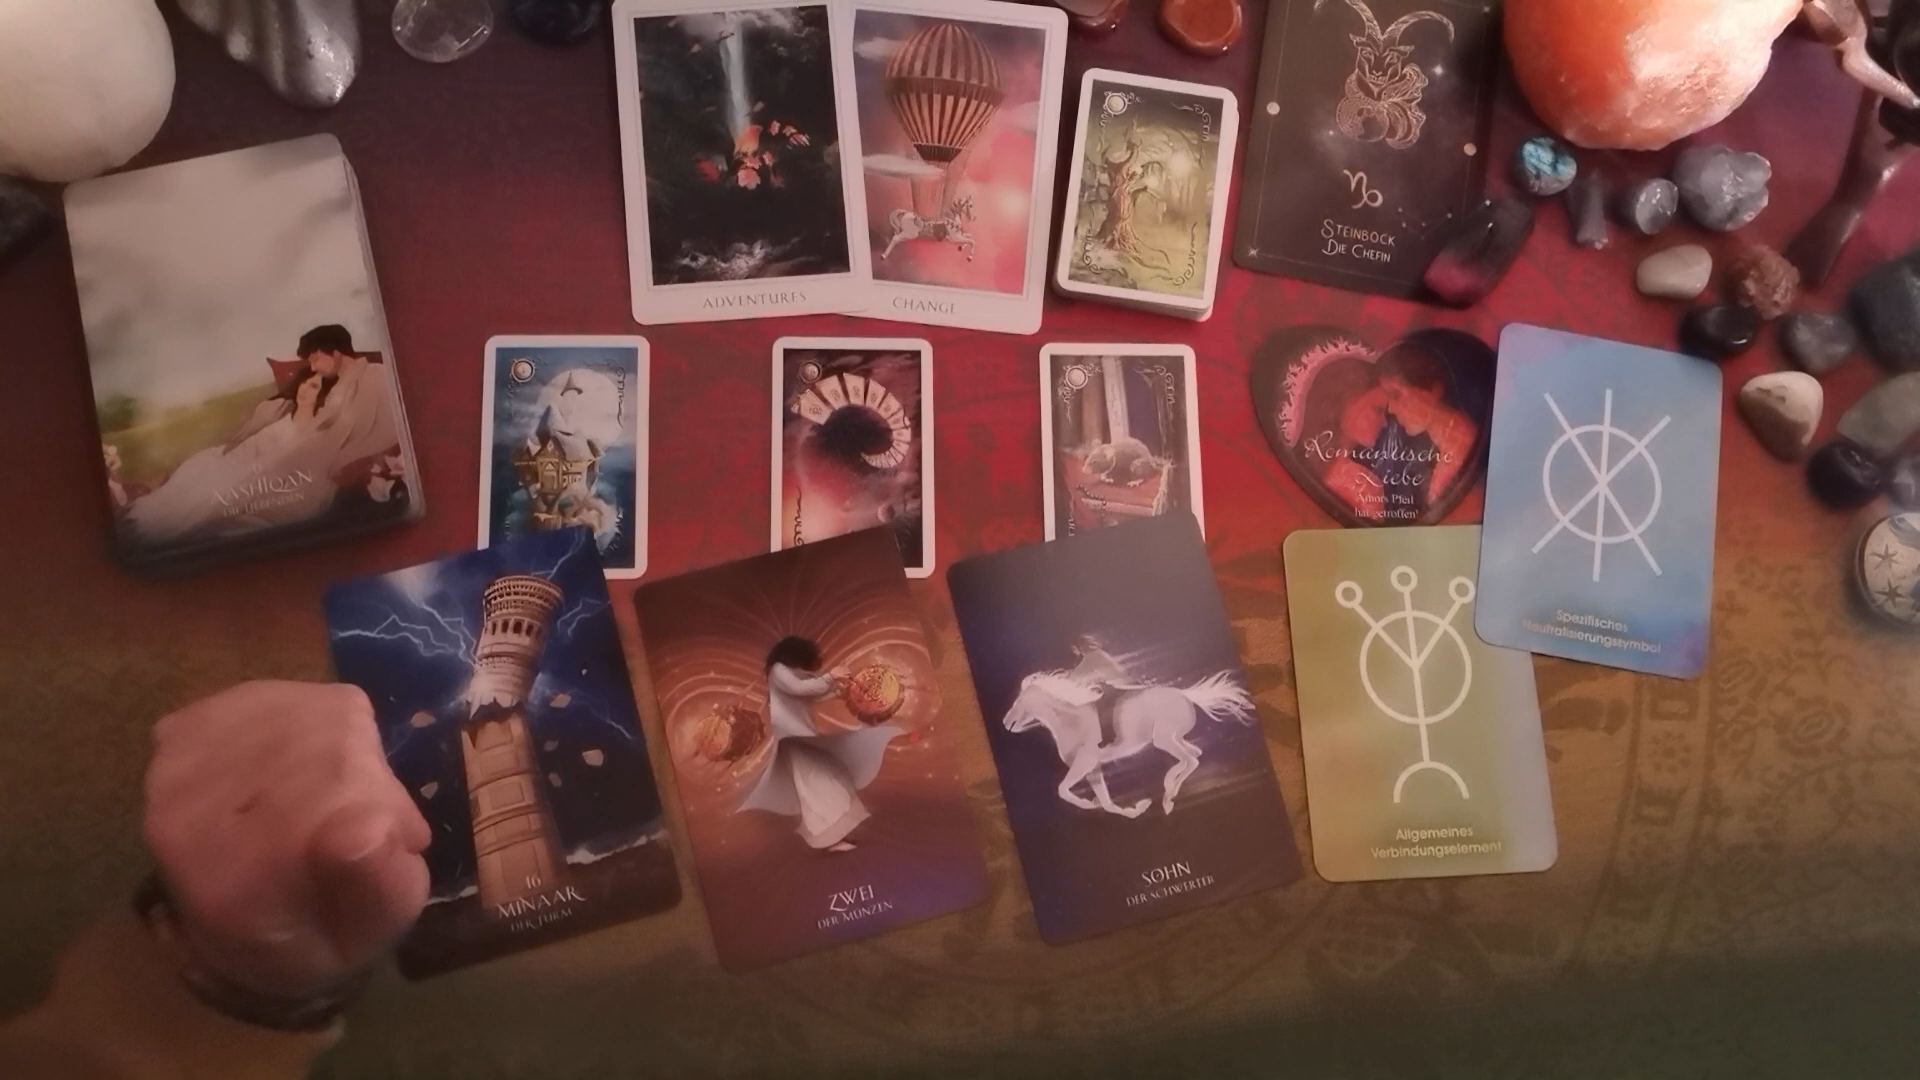 ADVENTURES
CHANGE
♑
STEINBOCK
DIE CHEFIN
AASHIQAN
DIE LIEBENDEN
Romantische
Liebe
Amors Pfeil
hat getroffen!
Spezifisches
Neutralisierungssymbol
Allgemeines
Verbindungselement
16
MINAAR
DER TURM
ZWEI
DER MÜNZEN
SOHN
DER SCHWERTER